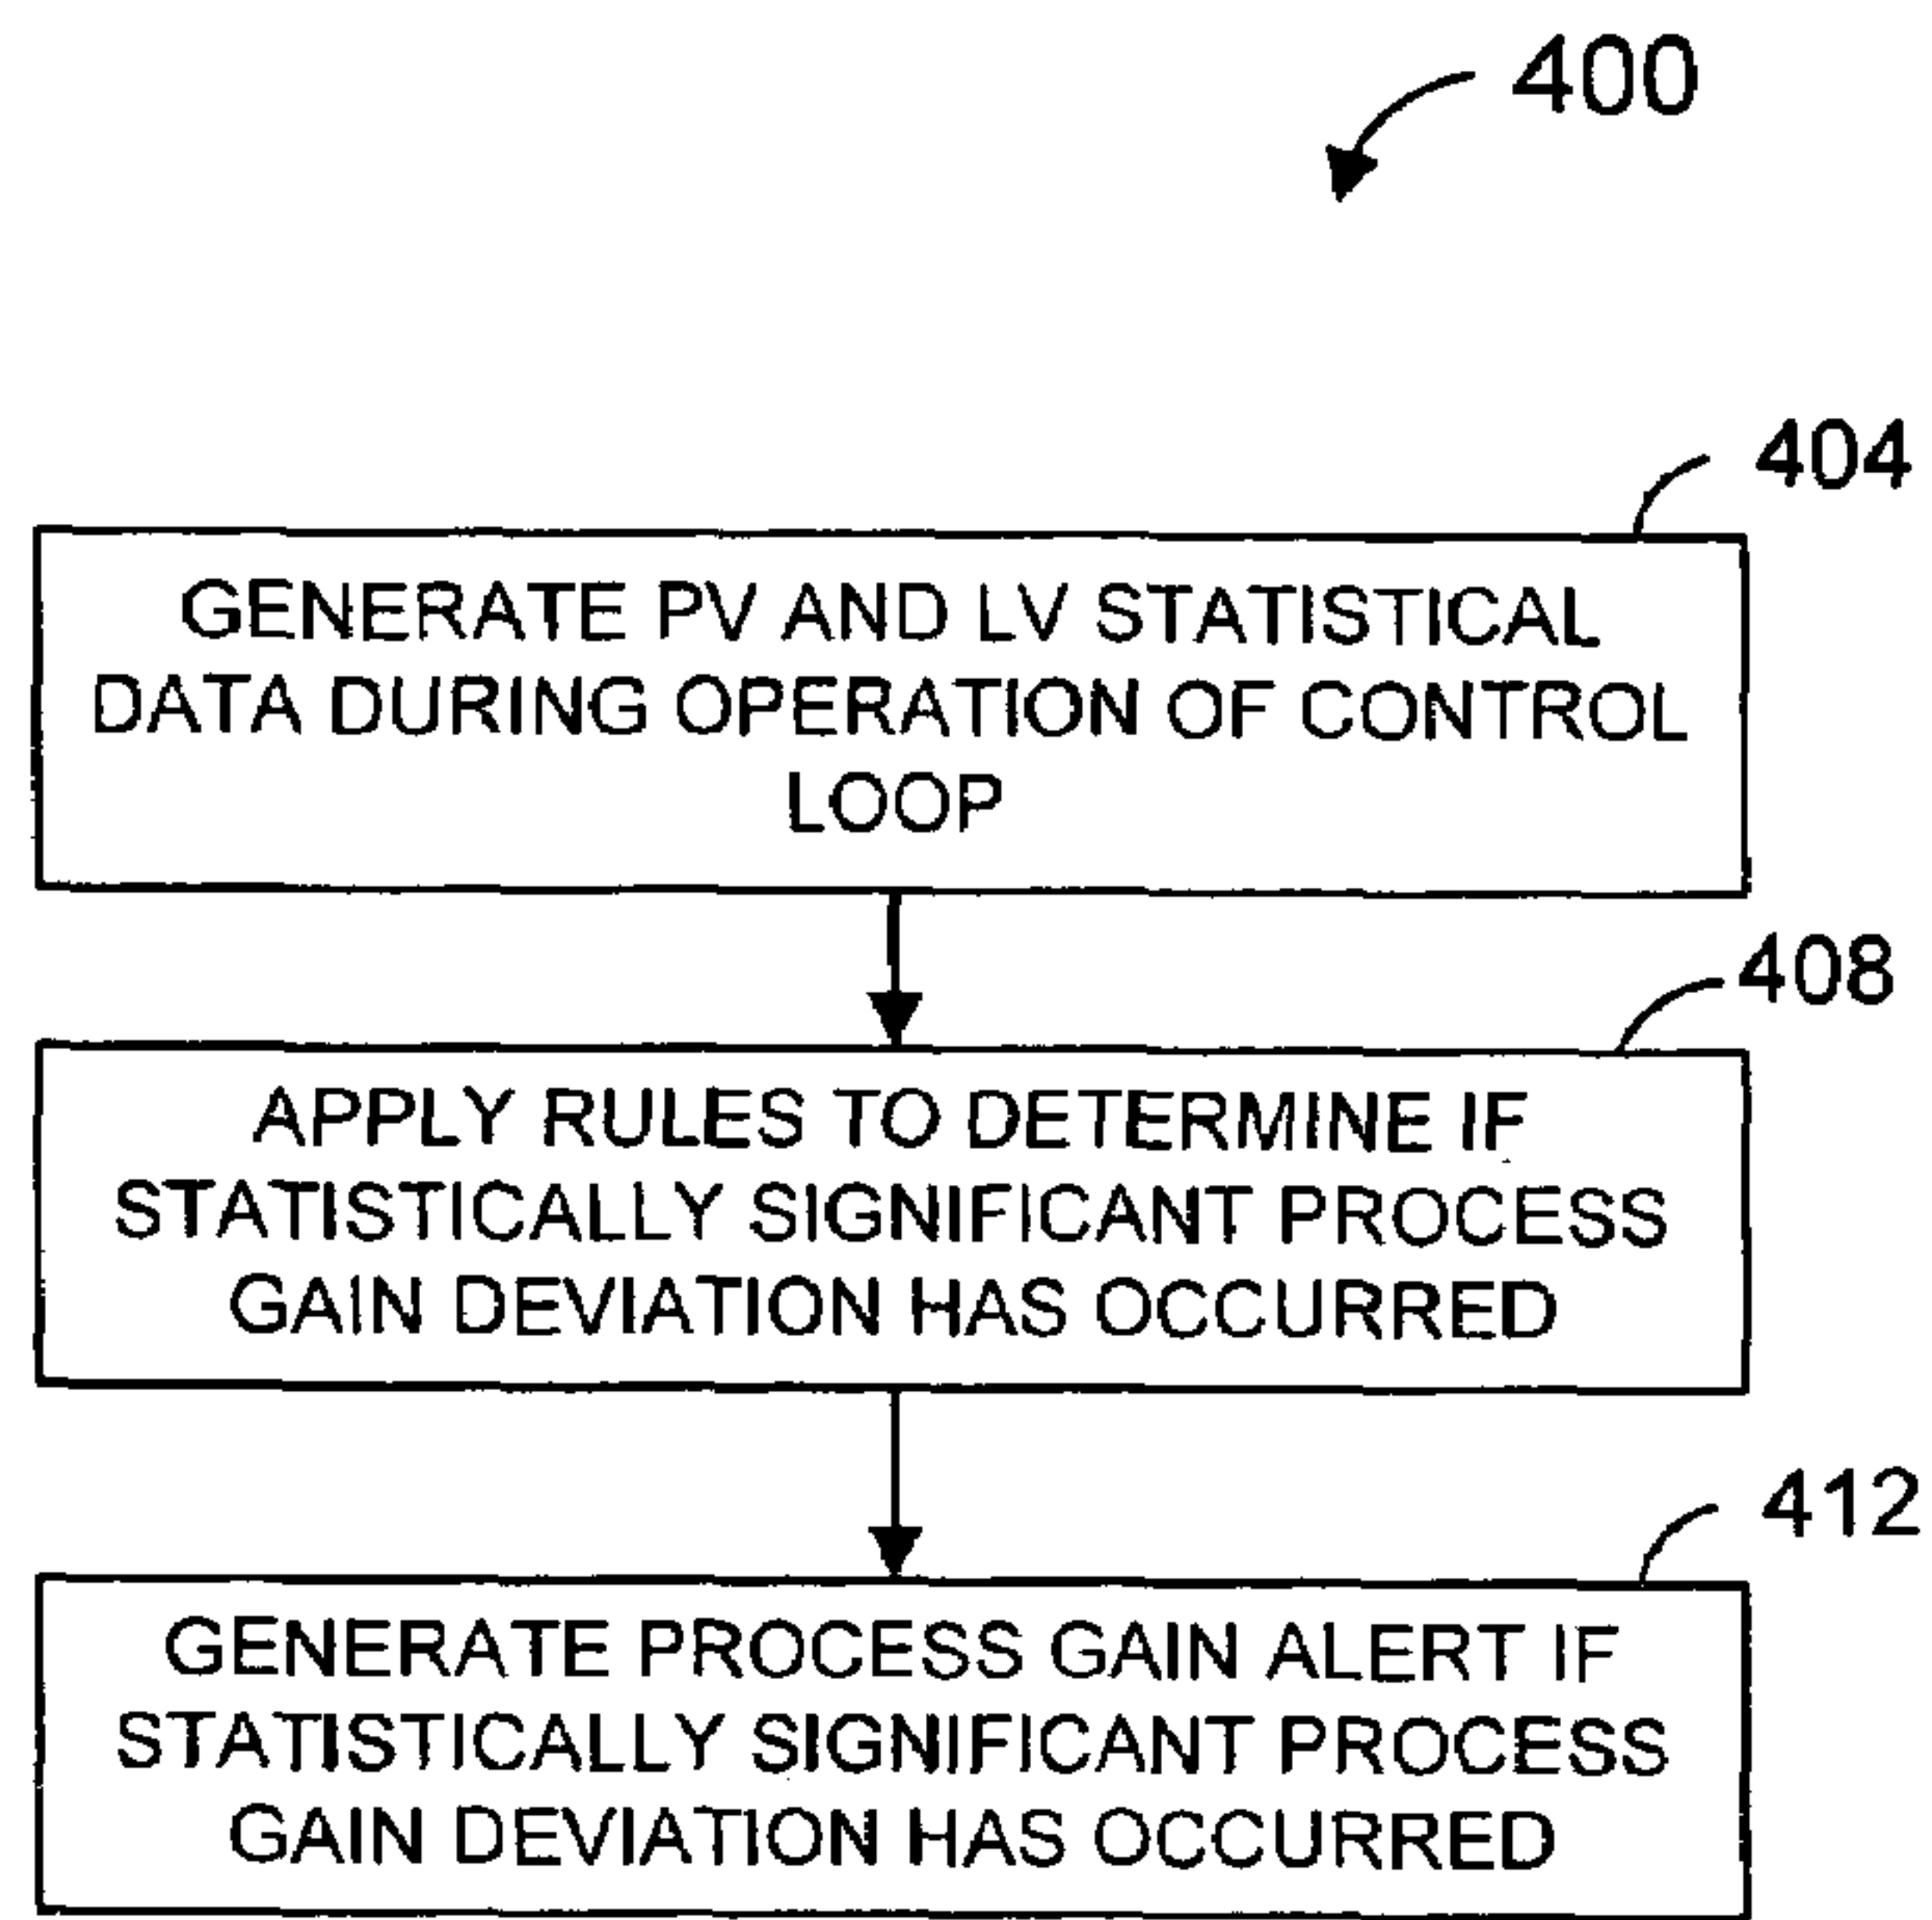 400
404
GENERATE PV AND LV STATISTICAL
DATA DURING OPERATION OF CONTROL
LOOP
408
APPLY RULES TO DETERMINE IF
STATISTICALLY SIGNIFICANT PROCESS
GAIN DEVIATION HAS OCCURRED
412
GENERATE PROCESS GAIN ALERT IF
STATISTICALLY SIGNIFICANT PROCESS
GAIN DEVIATION HAS OCCURRED